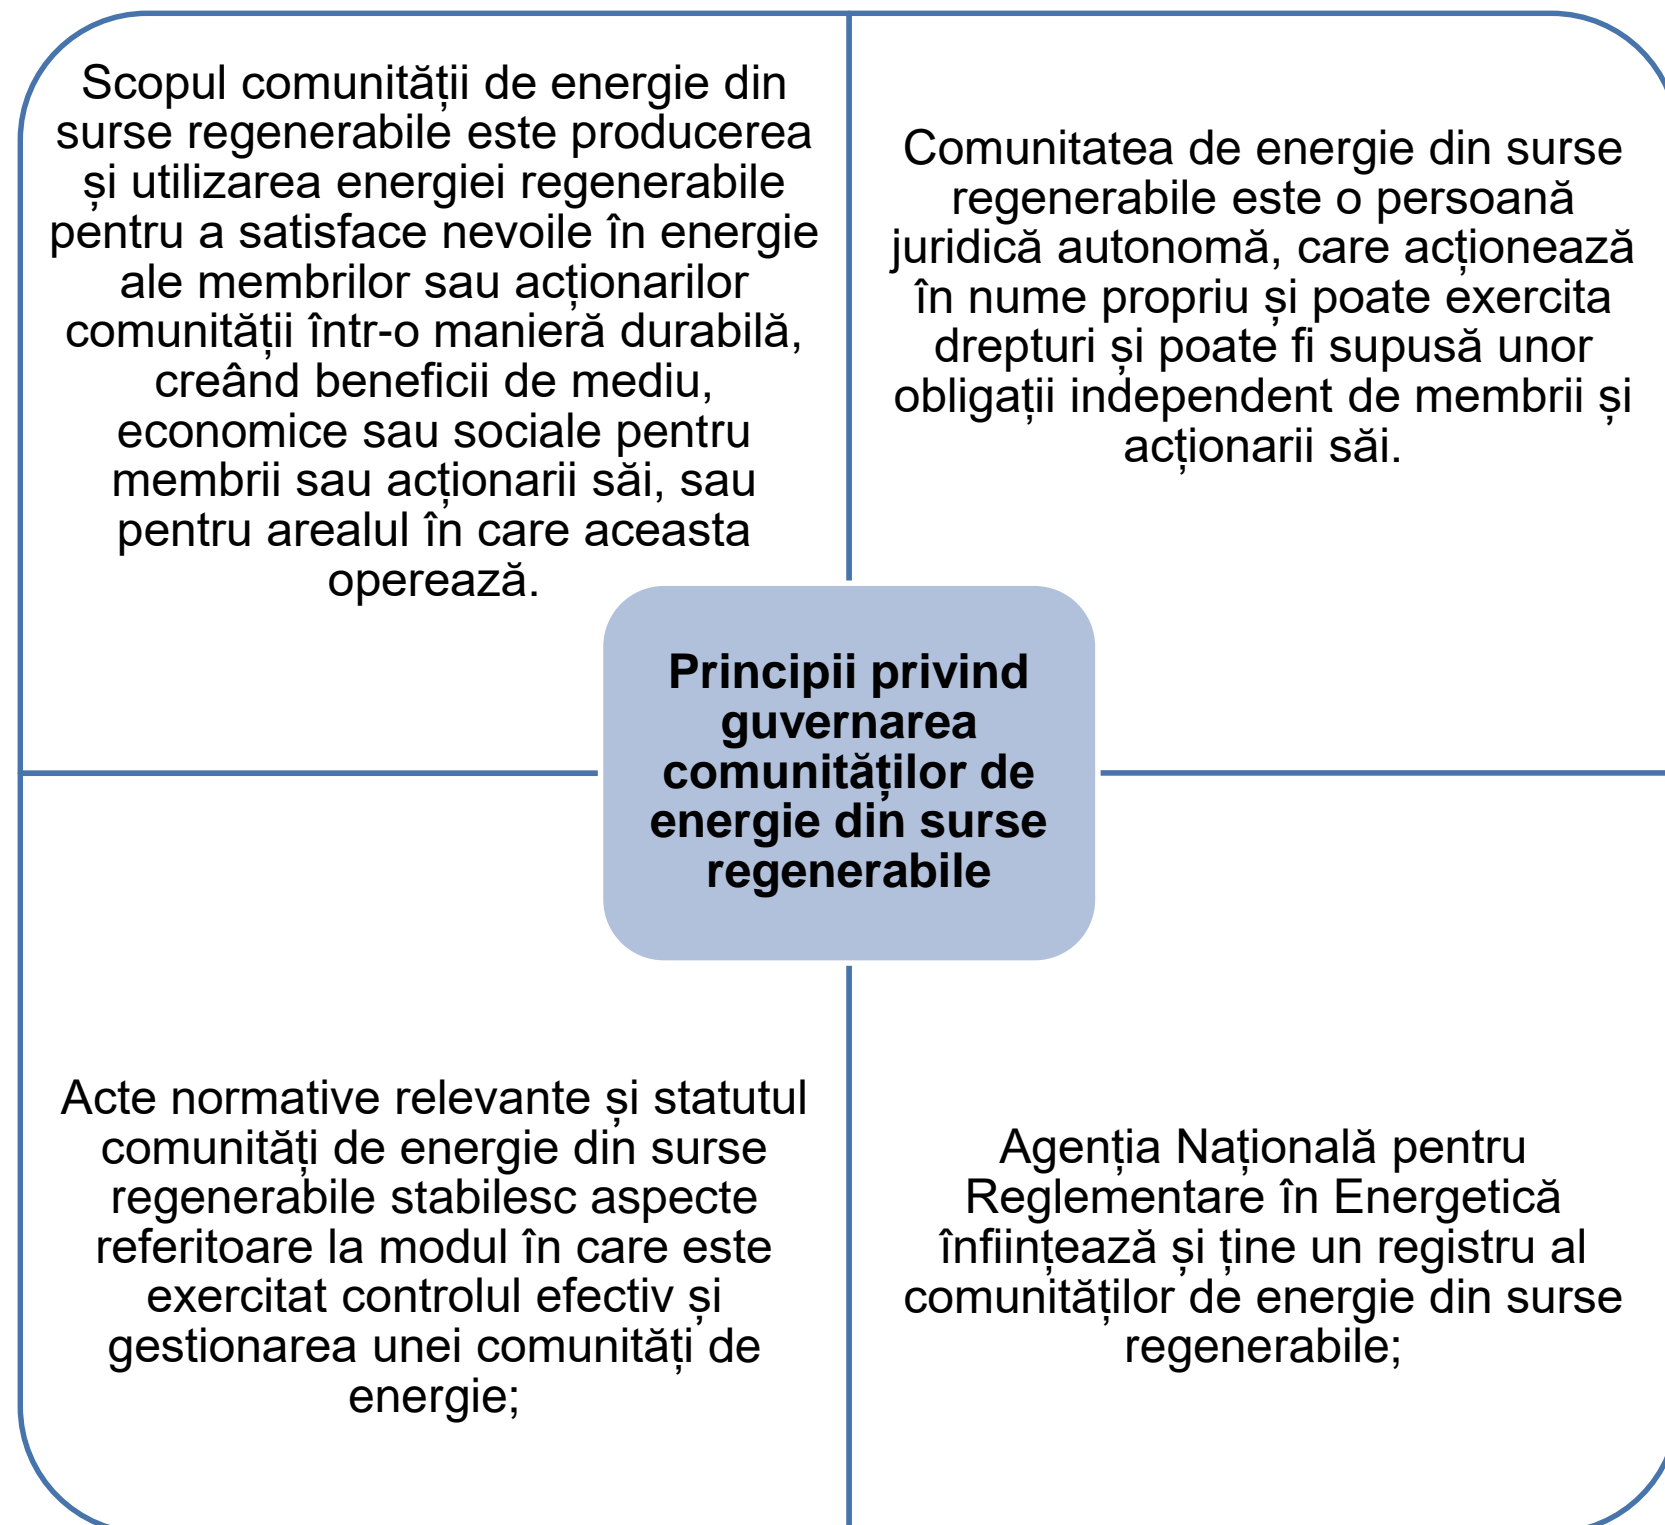 Scopul comunității de energie din
surse regenerabile este producerea
și utilizarea energiei regenerabile
pentru a satisface nevoile în energie
ale membrilor sau acționarilor
comunității într-o manieră durabilă,
creând beneficii de mediu,
economice sau sociale pentru
membrii sau acționarii săi, sau
pentru arealul în care aceasta
operează.
Comunitatea de energie din surse
regenerabile este o persoană
juridică autonomă, care acționează
în nume propriu și poate exercita
drepturi și poate fi supusă unor
obligații independent de membrii și
acționarii săi.
Principii privind
guvernarea
comunităților de
energie din surse
regenerabile
Acte normative relevante și statutul
comunități de energie din surse
regenerabile stabilesc aspecte
referitoare la modul în care este
exercitat controlul efectiv și
gestionarea unei comunități de
energie;
Agenția Națională pentru
Reglementare în Energetică
înființează și ține un registru al
comunităților de energie din surse
regenerabile;